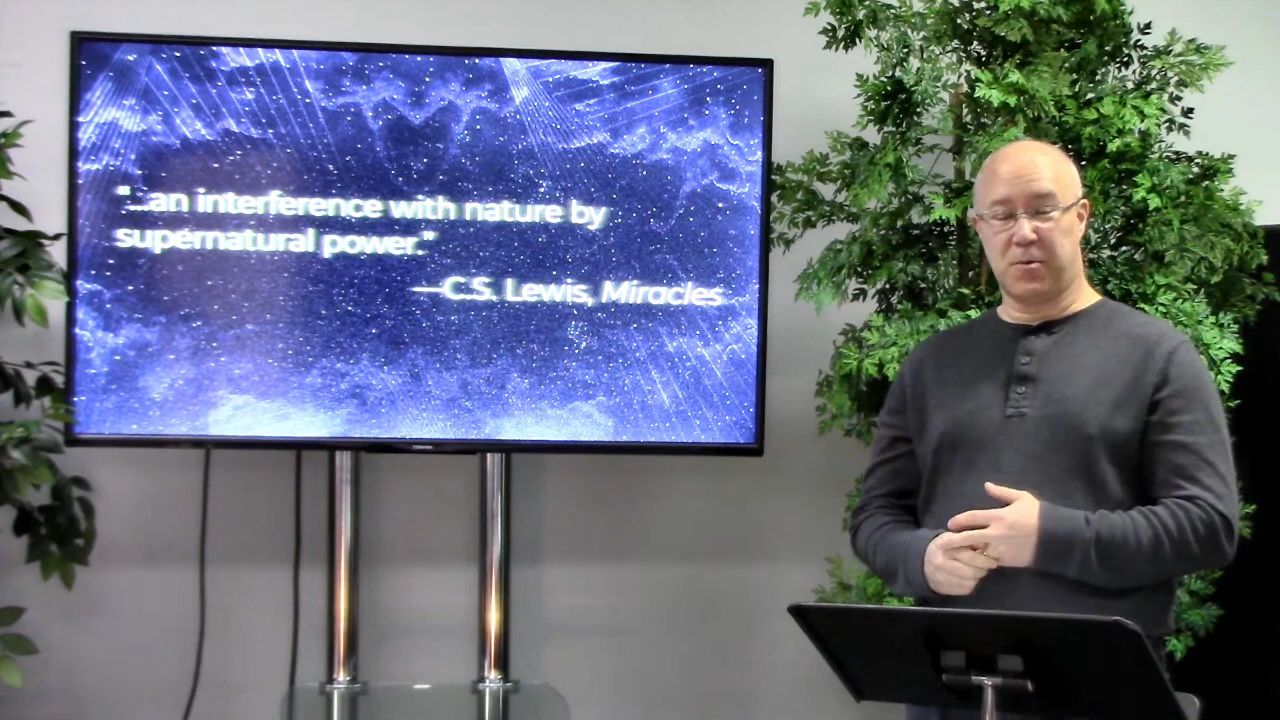 "...an interference with nature by
supernatural power."
—C.S. Lewis, Miracles